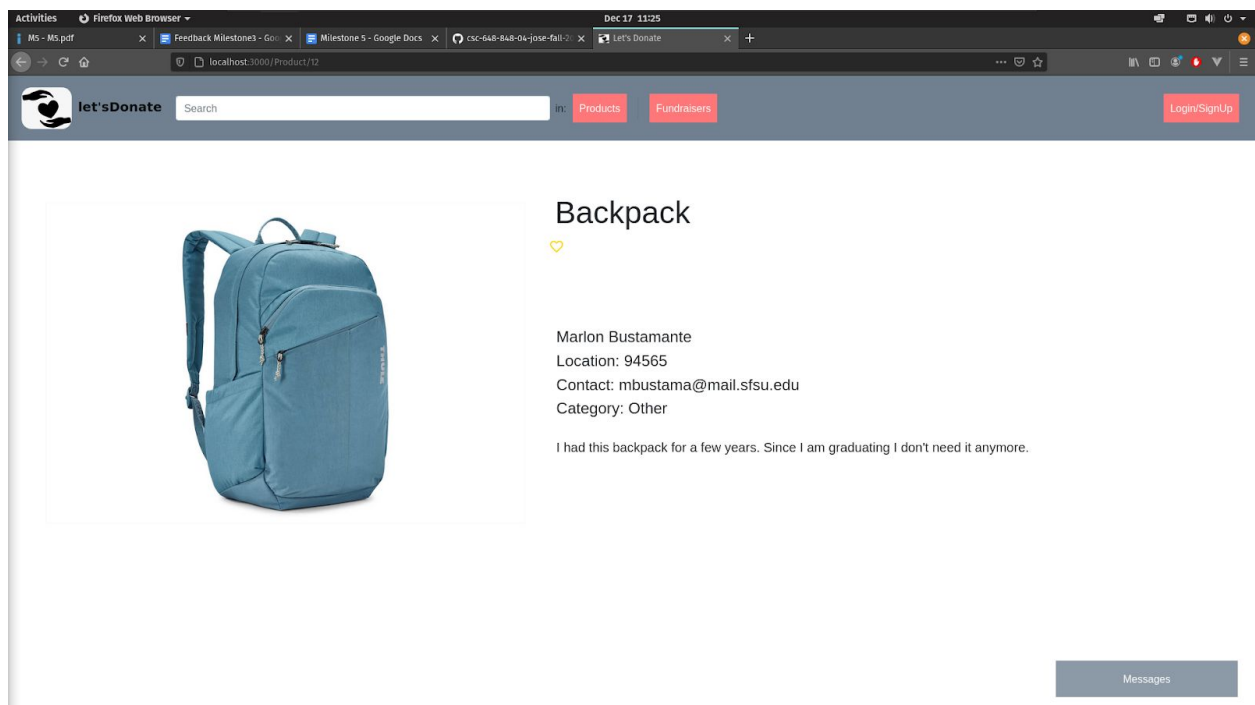 Activities Firefox Web Browser Dec 17 11:25
M5 - M5.pdf Feedback Milestone3 - Goo Milestone 5 - Google Docs csc-648-848-04-jose-fall-20 Let's Donate
localhost:3000/Product/12
let'sDonate Search in: Products Fundraisers Login/SignUp
Backpack
Marlon Bustamante
Location: 94565
Contact: mbustama@mail.sfsu.edu
Category: Other
I had this backpack for a few years. Since I am graduating I don't need it anymore.
THULE
Messages